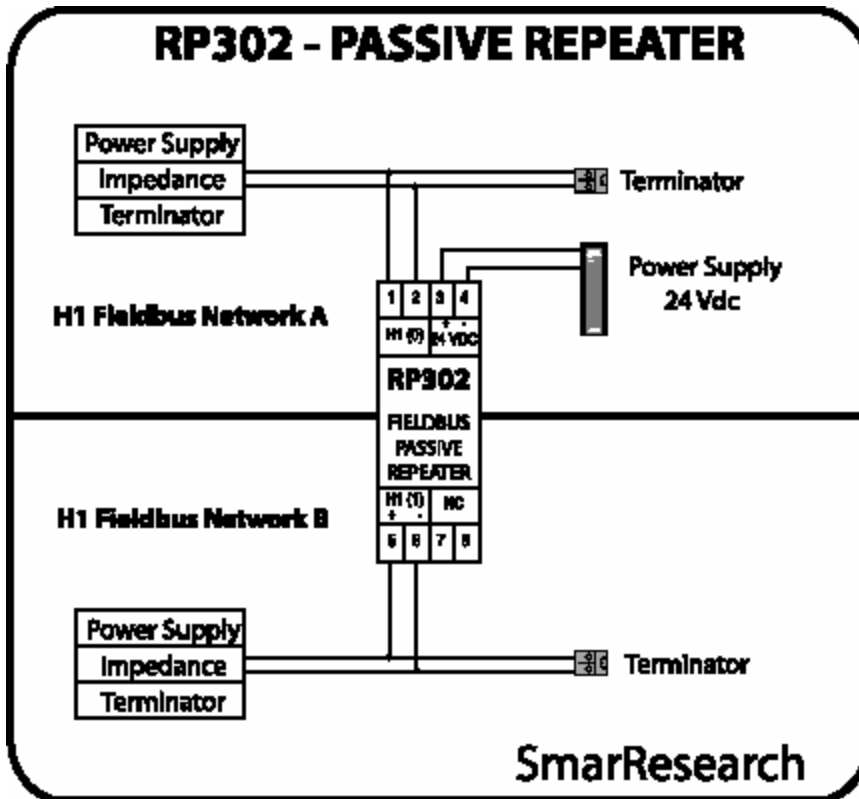 RP302 - PASSIVE REPEATER
Power Supply
Impedance
Terminator
Terminator
Power Supply
24 Vdc
H1 Fieldbus Network A
1 2 3 4
+ -
H1 (0) 24 VDC
RP302
FIELDBUS
PASSIVE
REPEATER
H1 (1) NC
+ -
5 6 7 8
H1 Fieldbus Network B
Power Supply
Impedance
Terminator
Terminator
SmarResearch